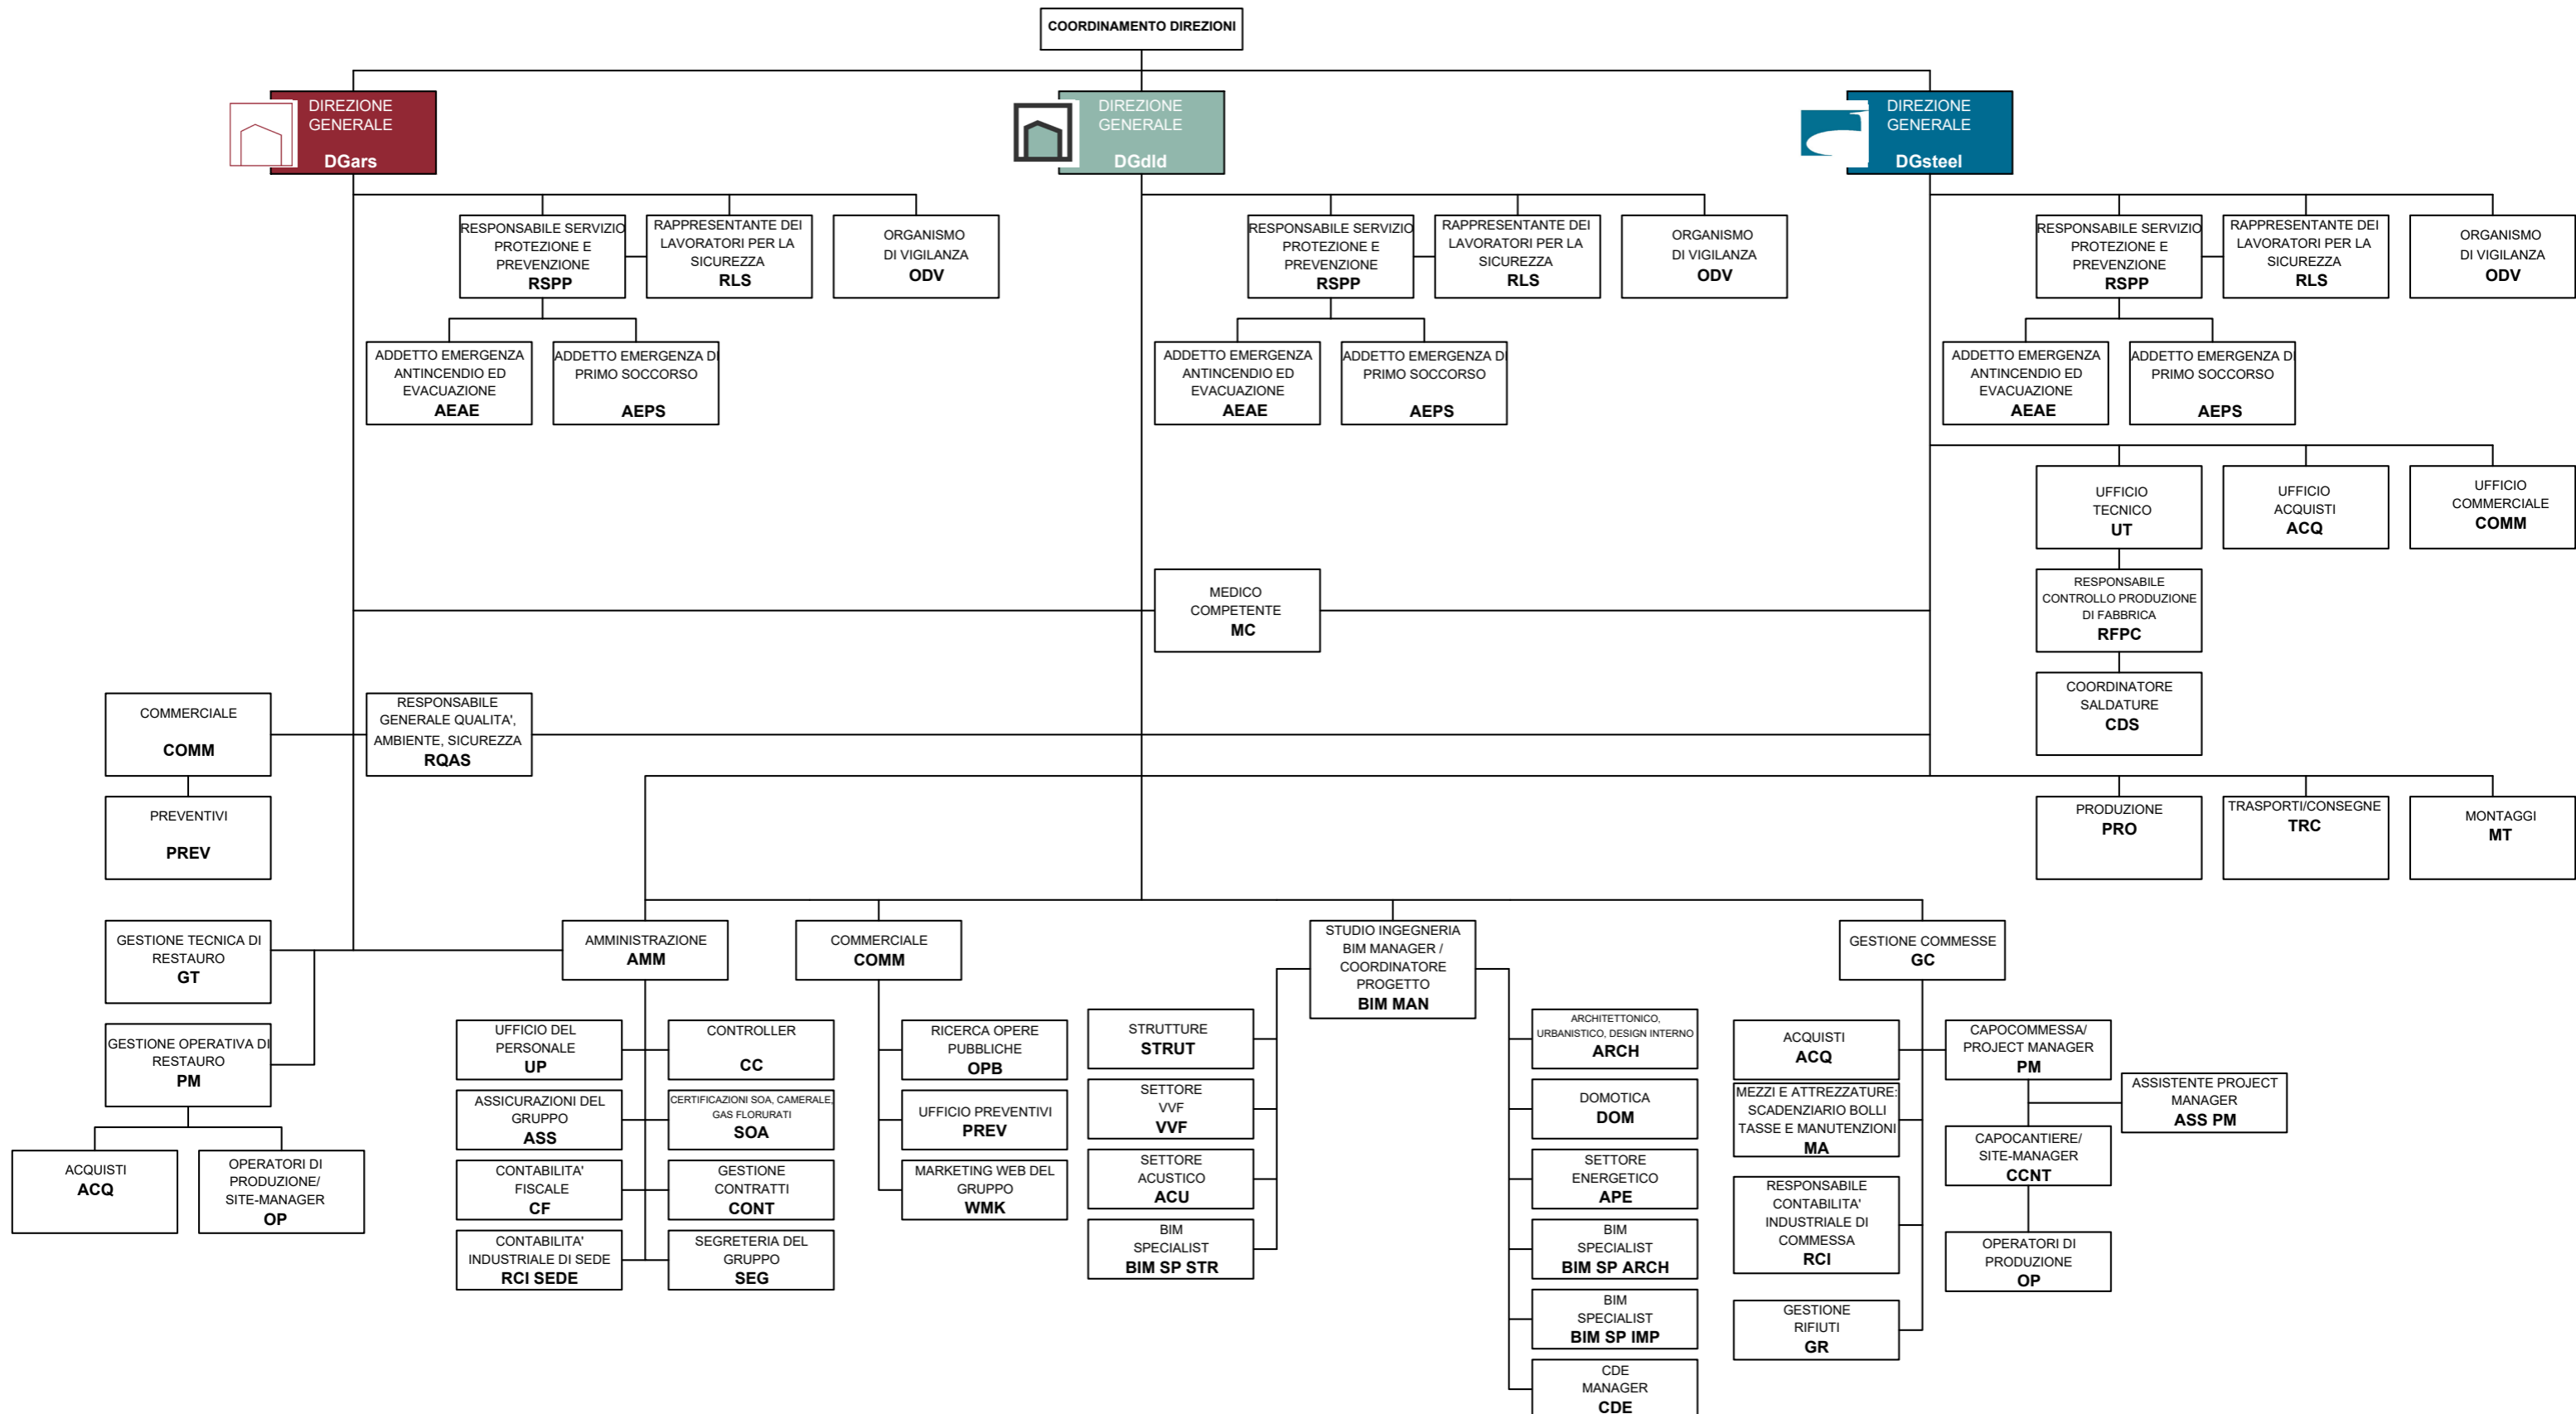 COORDINAMENTO DIREZIONI
DIREZIONE
GENERALE
DGars
DIREZIONE
GENERALE
DGdld
DIREZIONE
GENERALE
DGsteel
RESPONSABILE SERVIZIO
PROTEZIONE E
PREVENZIONE
RSPP
RAPPRESENTANTE DEI
LAVORATORI PER LA
SICUREZZA
RLS
ORGANISMO
DI VIGILANZA
ODV
RESPONSABILE SERVIZIO
PROTEZIONE E
PREVENZIONE
RSPP
RAPPRESENTANTE DEI
LAVORATORI PER LA
SICUREZZA
RLS
ORGANISMO
DI VIGILANZA
ODV
RESPONSABILE SERVIZIO
PROTEZIONE E
PREVENZIONE
RSPP
RAPPRESENTANTE DEI
LAVORATORI PER LA
SICUREZZA
RLS
ORGANISMO
DI VIGILANZA
ODV
ADDETTO EMERGENZA
ANTINCENDIO ED
EVACUAZIONE
AEAE
ADDETTO EMERGENZA DI
PRIMO SOCCORSO
AEPS
ADDETTO EMERGENZA
ANTINCENDIO ED
EVACUAZIONE
AEAE
ADDETTO EMERGENZA DI
PRIMO SOCCORSO
AEPS
ADDETTO EMERGENZA
ANTINCENDIO ED
EVACUAZIONE
AEAE
ADDETTO EMERGENZA DI
PRIMO SOCCORSO
AEPS
UFFICIO
TECNICO
UT
UFFICIO
ACQUISTI
ACQ
UFFICIO
COMMERCIALE
COMM
MEDICO
COMPETENTE
MC
RESPONSABILE
CONTROLLO PRODUZIONE
DI FABBRICA
RFPC
COMMERCIALE
COMM
RESPONSABILE
GENERALE QUALITA',
AMBIENTE, SICUREZZA
RQAS
COORDINATORE
SALDATURE
CDS
PREVENTIVI
PREV
PRODUZIONE
PRO
TRASPORTI/CONSEGNE
TRC
MONTAGGI
MT
GESTIONE TECNICA DI
RESTAURO
GT
AMMINISTRAZIONE
AMM
COMMERCIALE
COMM
STUDIO INGEGNERIA
BIM MANAGER /
COORDINATORE
PROGETTO
BIM MAN
GESTIONE COMMESSE
GC
GESTIONE OPERATIVA DI
RESTAURO
PM
ACQUISTI
ACQ
OPERATORI DI
PRODUZIONE/
SITE-MANAGER
OP
UFFICIO DEL
PERSONALE
UP
CONTROLLER
CC
ASSICURAZIONI DEL
GRUPPO
ASS
CERTIFICAZIONI SOA, CAMERALE,
GAS FLORURATI
SOA
CONTABILITA'
FISCALE
CF
GESTIONE
CONTRATTI
CONT
CONTABILITA'
INDUSTRIALE DI SEDE
RCI SEDE
SEGRETERIA DEL
GRUPPO
SEG
RICERCA OPERE
PUBBLICHE
OPB
UFFICIO PREVENTIVI
PREV
MARKETING WEB DEL
GRUPPO
WMK
STRUTTURE
STRUT
SETTORE
VVF
VVF
SETTORE
ACUSTICO
ACU
BIM
SPECIALIST
BIM SP STR
ARCHITETTONICO,
URBANISTICO, DESIGN INTERNO
ARCH
DOMOTICA
DOM
SETTORE
ENERGETICO
APE
BIM
SPECIALIST
BIM SP ARCH
BIM
SPECIALIST
BIM SP IMP
CDE
MANAGER
CDE
ACQUISTI
ACQ
MEZZI E ATTREZZATURE:
SCADENZIARIO BOLLI
TASSE E MANUTENZIONI
MA
RESPONSABILE
CONTABILITA'
INDUSTRIALE DI
COMMESSA
RCI
GESTIONE
RIFIUTI
GR
CAPOCOMMESSA/
PROJECT MANAGER
PM
ASSISTENTE PROJECT
MANAGER
ASS PM
CAPOCANTIERE/
SITE-MANAGER
CCNT
OPERATORI DI
PRODUZIONE
OP